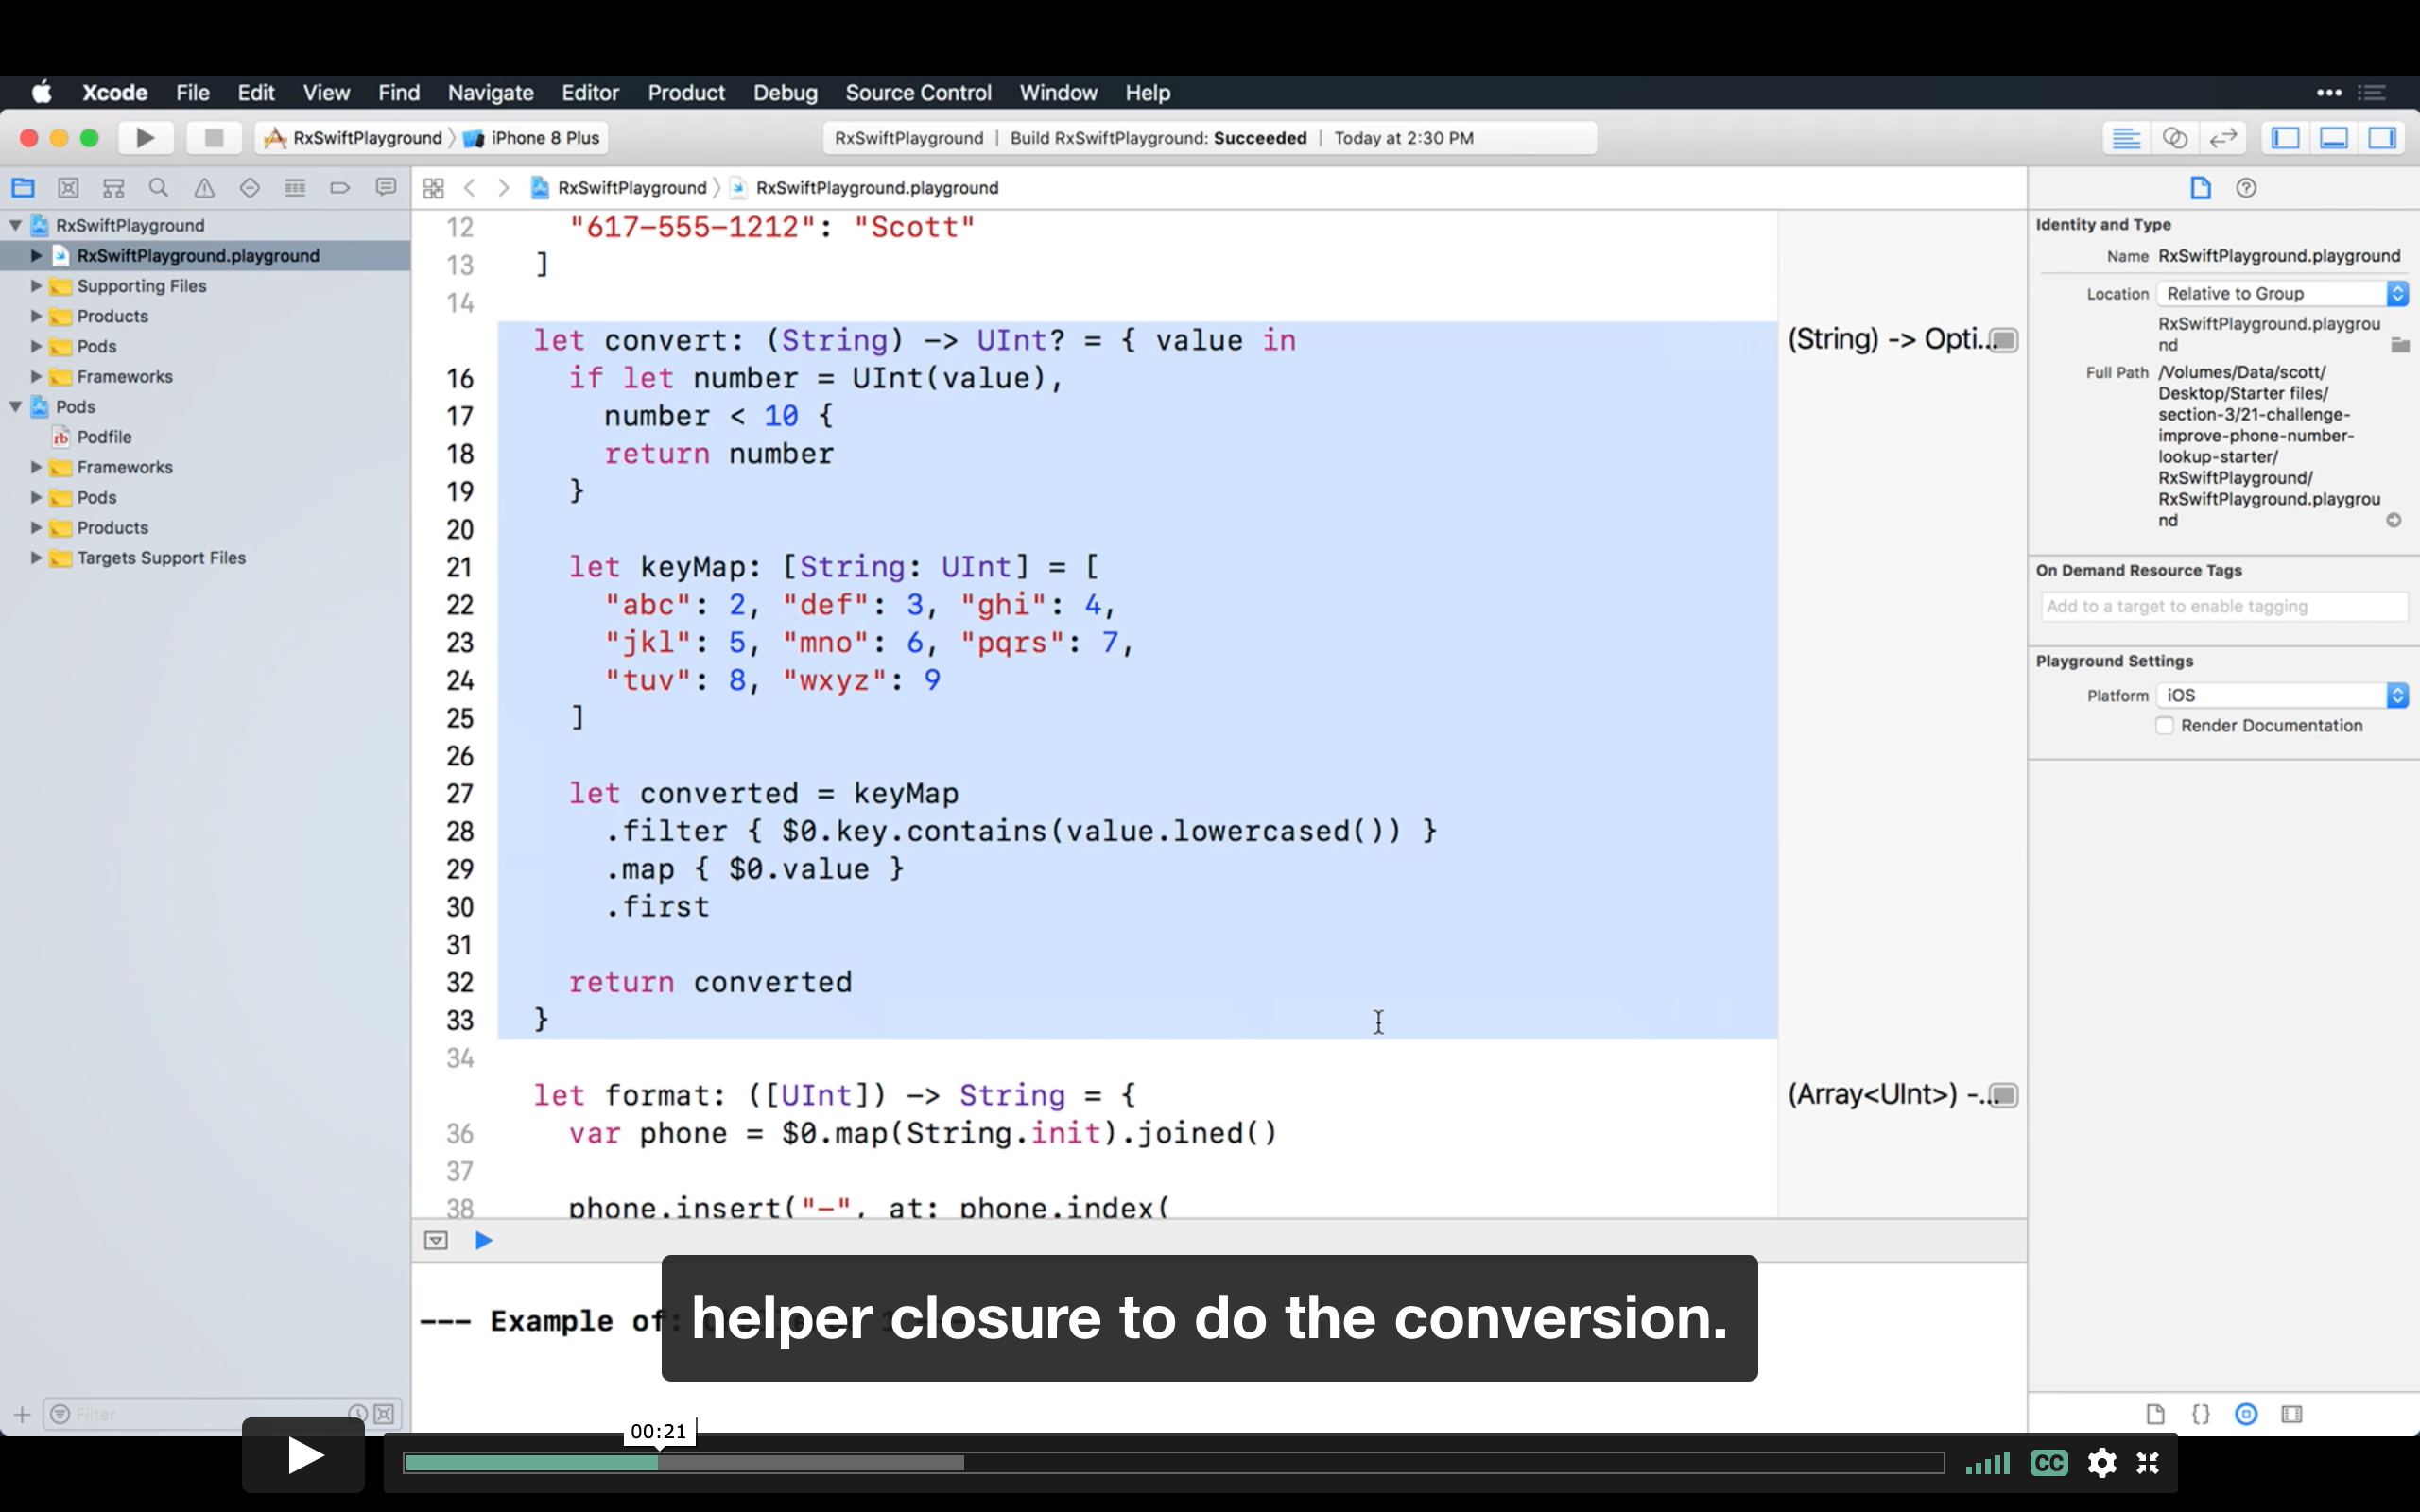 Xcode File Edit View Find Navigate Editor Product Debug Source Control Window Help
RxSwiftPlayground iPhone 8 Plus
RxSwiftPlayground | Build RxSwiftPlayground: Succeeded | Today at 2:30 PM
RxSwiftPlayground
RxSwiftPlayground.playground
Supporting Files
Products
Pods
Frameworks
Pods
Podfile
Frameworks
Pods
Products
Targets Support Files
Filter
RxSwiftPlayground RxSwiftPlayground.playground
12 "617-555-1212": "Scott"
13 ]
14
let convert: (String) -> UInt? = { value in
16 if let number = UInt(value),
17 number < 10 {
18 return number
19 }
20
21 let keyMap: [String: UInt] = [
22 "abc": 2, "def": 3, "ghi": 4,
23 "jkl": 5, "mno": 6, "pqrs": 7,
24 "tuv": 8, "wxyz": 9
25 ]
26
27 let converted = keyMap
28 .filter { $0.key.contains(value.lowercased()) }
29 .map { $0.value }
30 .first
31
32 return converted
33 }
34
let format: ([UInt]) -> String = {
36 var phone = $0.map(String.init).joined()
37
38 phone.insert("-", at: phone.index(
(String) -> Opti...
(Array<UInt>) -...
--- Example of:
helper closure to do the conversion.
Identity and Type
Name RxSwiftPlayground.playground
Location Relative to Group
RxSwiftPlayground.playgrou
nd
Full Path /Volumes/Data/scott/
Desktop/Starter files/
section-3/21-challenge-
improve-phone-number-
lookup-starter/
RxSwiftPlayground/
RxSwiftPlayground.playgrou
nd
On Demand Resource Tags
Add to a target to enable tagging
Playground Settings
Platform iOS
Render Documentation
00:21
CC